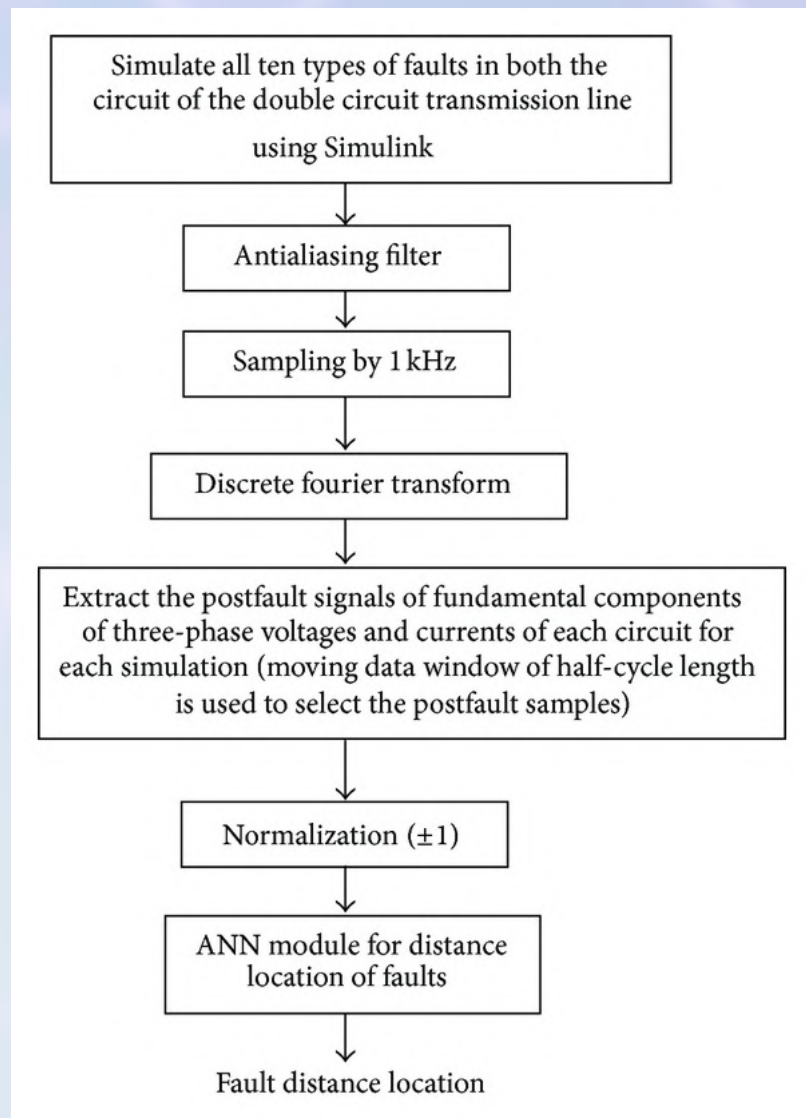 Simulate all ten types of faults in both the
circuit of the double circuit transmission line
using Simulink
Antialiasing filter
Sampling by 1 kHz
Discrete fourier transform
Extract the postfault signals of fundamental components
of three-phase voltages and currents of each circuit for
each simulation (moving data window of half-cycle length
is used to select the postfault samples)
Normalization (±1)
ANN module for distance
location of faults
Fault distance location